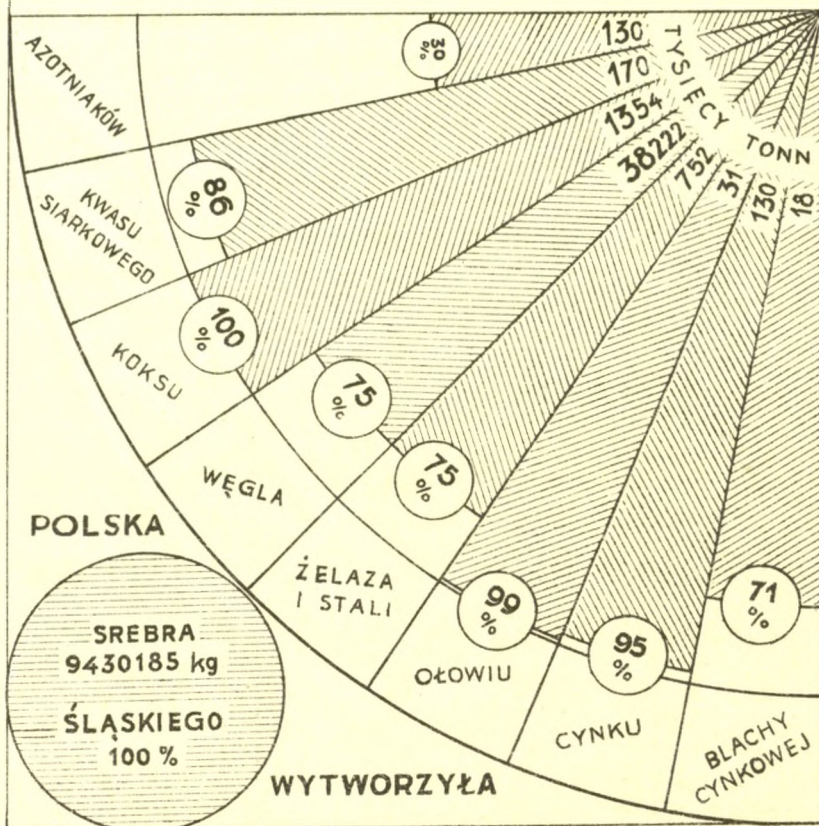 TYSIĘCY TONN
AZOTNIAKÓW
30
%
130
KWASU
SIARKOWEGO
86
%
170
KOKSU
100
%
1354
WĘGLA
75
%
38222
ŻELAZA
I STALI
75
%
752
OŁOWIU
99
%
31
CYNKU
95
%
130
BLACHY
CYNKOWEJ
71
%
18
POLSKA
SREBRA
9430185 kg
ŚLĄSKIEGO
100 %
WYTWORZYŁA